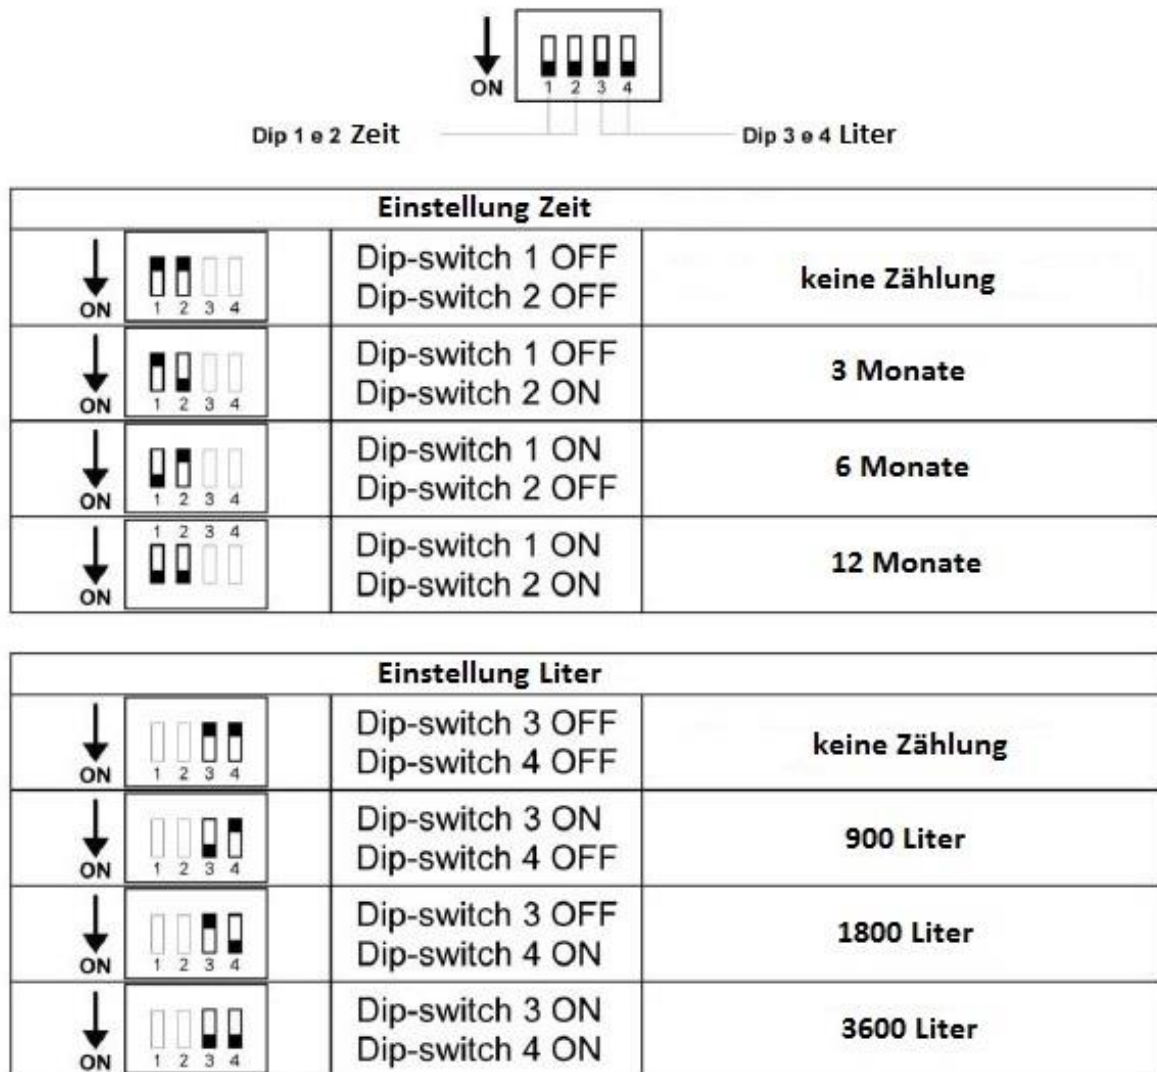 ON
1 2 3 4
Dip 1 e 2 Zeit
Dip 3 e 4 Liter
Einstellung Zeit
ON
1 2 3 4
Dip-switch 1 OFF
Dip-switch 2 OFF
keine Zählung
ON
1 2 3 4
Dip-switch 1 OFF
Dip-switch 2 ON
3 Monate
ON
1 2 3 4
Dip-switch 1 ON
Dip-switch 2 OFF
6 Monate
1 2 3 4
ON
Dip-switch 1 ON
Dip-switch 2 ON
12 Monate
Einstellung Liter
ON
1 2 3 4
Dip-switch 3 OFF
Dip-switch 4 OFF
keine Zählung
ON
1 2 3 4
Dip-switch 3 ON
Dip-switch 4 OFF
900 Liter
ON
1 2 3 4
Dip-switch 3 OFF
Dip-switch 4 ON
1800 Liter
ON
1 2 3 4
Dip-switch 3 ON
Dip-switch 4 ON
3600 Liter